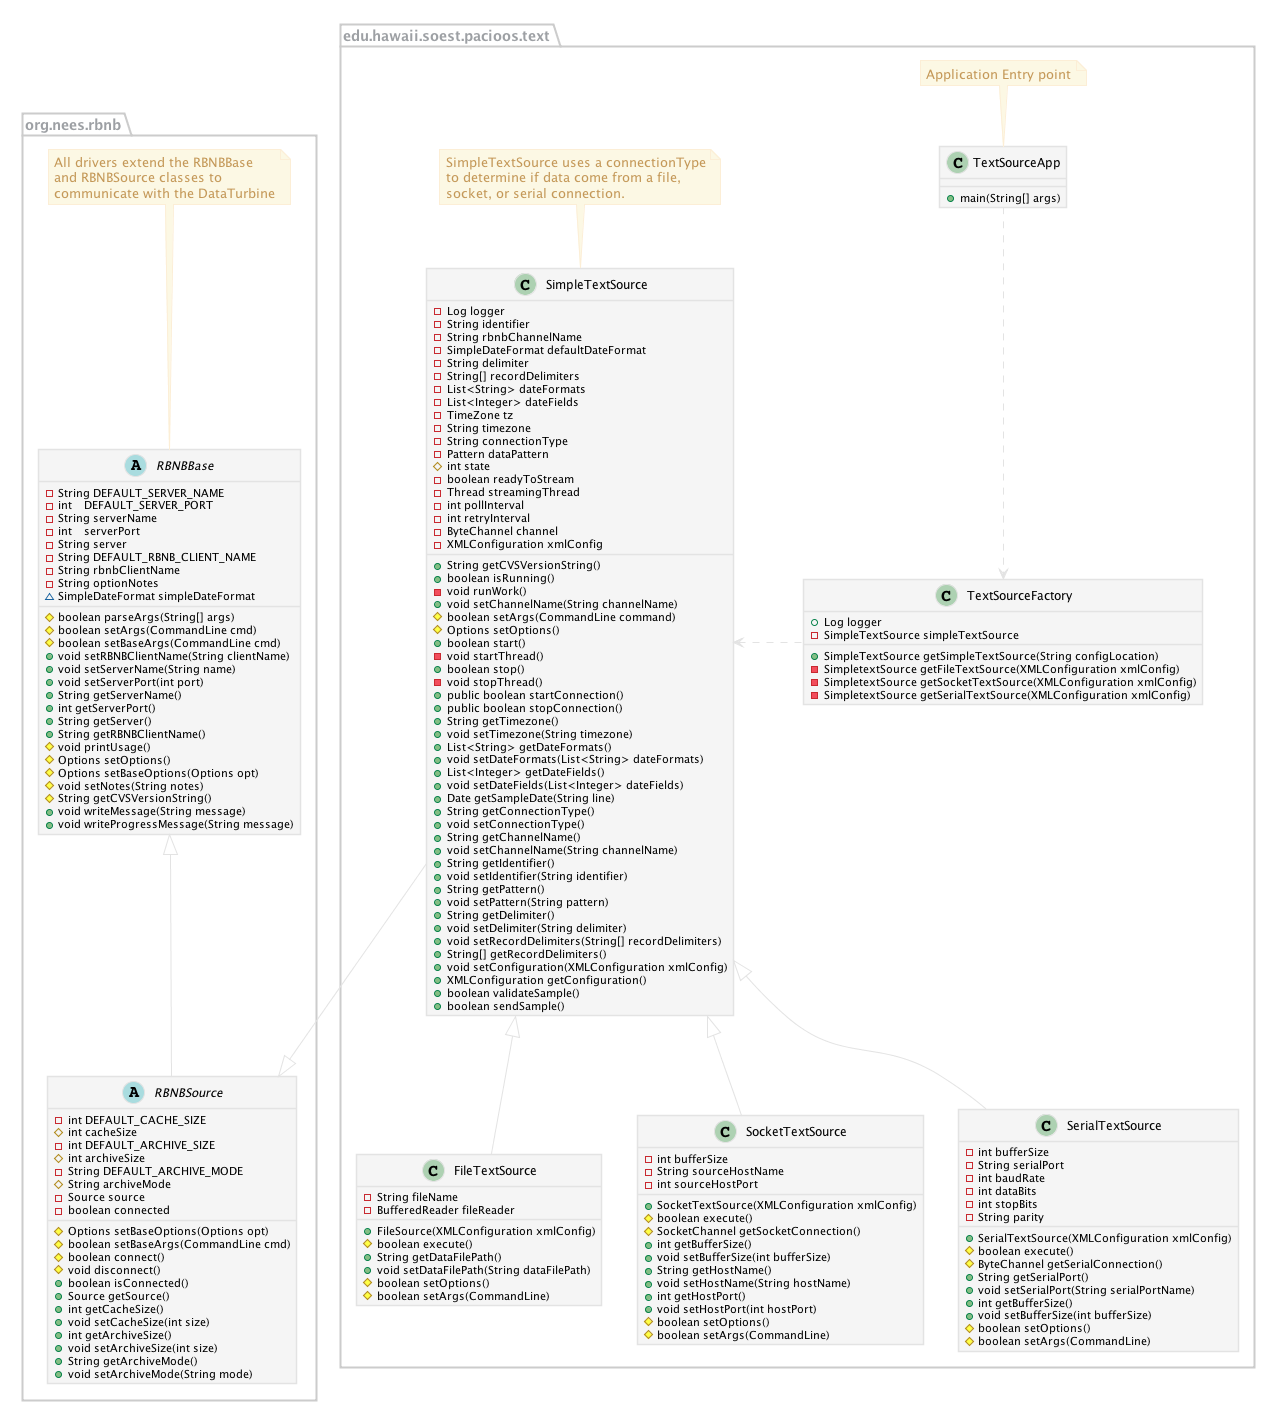 edu.hawaii.soest.pacioos.text
Application Entry point
C TextSourceApp
main(String[] args)
org.nees.rbnb
All drivers extend the RBNBBase
and RBNBSource classes to
communicate with the DataTurbine
SimpleTextSource uses a connectionType
to determine if data come from a file,
socket, or serial connection.
C SimpleTextSource
Log logger
String identifier
String rbnbChannelName
SimpleDateFormat defaultDateFormat
String delimiter
String[] recordDelimiters
List<String> dateFormats
List<Integer> dateFields
TimeZone tz
String timezone
String connectionType
Pattern dataPattern
int state
boolean readyToStream
Thread streamingThread
int pollInterval
int retryInterval
ByteChannel channel
XMLConfiguration xmlConfig
String getCVSVersionString()
boolean isRunning()
void runWork()
void setChannelName(String channelName)
boolean setArgs(CommandLine command)
Options setOptions()
boolean start()
void startThread()
boolean stop()
void stopThread()
public boolean startConnection()
public boolean stopConnection()
String getTimezone()
void setTimezone(String timezone)
List<String> getDateFormats()
void setDateFormats(List<String> dateFormats)
List<Integer> getDateFields()
void setDateFields(List<Integer> dateFields)
Date getSampleDate(String line)
String getConnectionType()
void setConnectionType()
String getChannelName()
void setChannelName(String channelName)
String getIdentifier()
void setIdentifier(String identifier)
String getPattern()
void setPattern(String pattern)
String getDelimiter()
void setDelimiter(String delimiter)
void setRecordDelimiters(String[] recordDelimiters)
String[] getRecordDelimiters()
void setConfiguration(XMLConfiguration xmlConfig)
XMLConfiguration getConfiguration()
boolean validateSample()
boolean sendSample()
A RBNBBase
String DEFAULT_SERVER_NAME
int DEFAULT_SERVER_PORT
String serverName
int serverPort
String server
String DEFAULT_RBNB_CLIENT_NAME
String rbnbClientName
String optionNotes
SimpleDateFormat simpleDateFormat
boolean parseArgs(String[] args)
boolean setArgs(CommandLine cmd)
boolean setBaseArgs(CommandLine cmd)
void setRBNBClientName(String clientName)
void setServerName(String name)
void setServerPort(int port)
String getServerName()
int getServerPort()
String getServer()
String getRBNBClientName()
void printUsage()
Options setOptions()
Options setBaseOptions(Options opt)
void setNotes(String notes)
String getCVSVersionString()
void writeMessage(String message)
void writeProgressMessage(String message)
C TextSourceFactory
Log logger
SimpleTextSource simpleTextSource
SimpleTextSource getSimpleTextSource(String configLocation)
SimpletextSource getFileTextSource(XMLConfiguration xmlConfig)
SimpletextSource getSocketTextSource(XMLConfiguration xmlConfig)
SimpletextSource getSerialTextSource(XMLConfiguration xmlConfig)
A RBNBSource
int DEFAULT_CACHE_SIZE
int cacheSize
int DEFAULT_ARCHIVE_SIZE
int archiveSize
String DEFAULT_ARCHIVE_MODE
String archiveMode
Source source
boolean connected
Options setBaseOptions(Options opt)
boolean setBaseArgs(CommandLine cmd)
boolean connect()
void disconnect()
boolean isConnected()
Source getSource()
int getCacheSize()
void setCacheSize(int size)
int getArchiveSize()
void setArchiveSize(int size)
String getArchiveMode()
void setArchiveMode(String mode)
C FileTextSource
String fileName
BufferedReader fileReader
FileSource(XMLConfiguration xmlConfig)
boolean execute()
String getDataFilePath()
void setDataFilePath(String dataFilePath)
boolean setOptions()
boolean setArgs(CommandLine)
C SocketTextSource
int bufferSize
String sourceHostName
int sourceHostPort
SocketTextSource(XMLConfiguration xmlConfig)
boolean execute()
SocketChannel getSocketConnection()
int getBufferSize()
void setBufferSize(int bufferSize)
String getHostName()
void setHostName(String hostName)
int getHostPort()
void setHostPort(int hostPort)
boolean setOptions()
boolean setArgs(CommandLine)
C SerialTextSource
int bufferSize
String serialPort
int baudRate
int dataBits
int stopBits
String parity
SerialTextSource(XMLConfiguration xmlConfig)
boolean execute()
ByteChannel getSerialConnection()
String getSerialPort()
void setSerialPort(String serialPortName)
int getBufferSize()
void setBufferSize(int bufferSize)
boolean setOptions()
boolean setArgs(CommandLine)